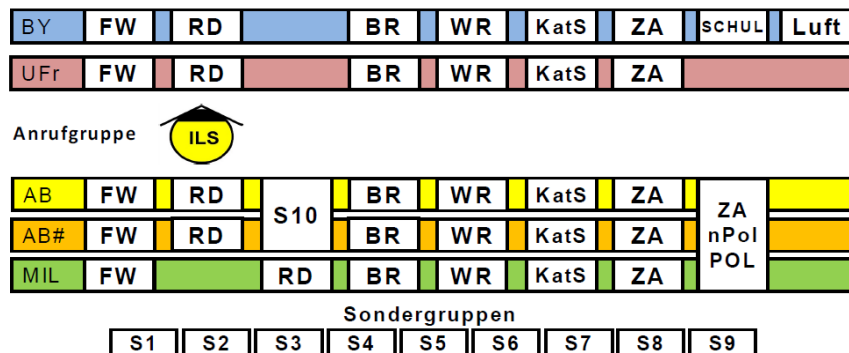 BY FW RD BR WR KatS ZA SCHUL Luft
UFr FW RD BR WR KatS ZA
Anrufgruppe ILS
AB FW RD S10 BR WR KatS ZA ZA nPol POL
AB# FW RD BR WR KatS ZA
MIL FW RD BR WR KatS ZA
Sondergruppen
S1 S2 S3 S4 S5 S6 S7 S8 S9